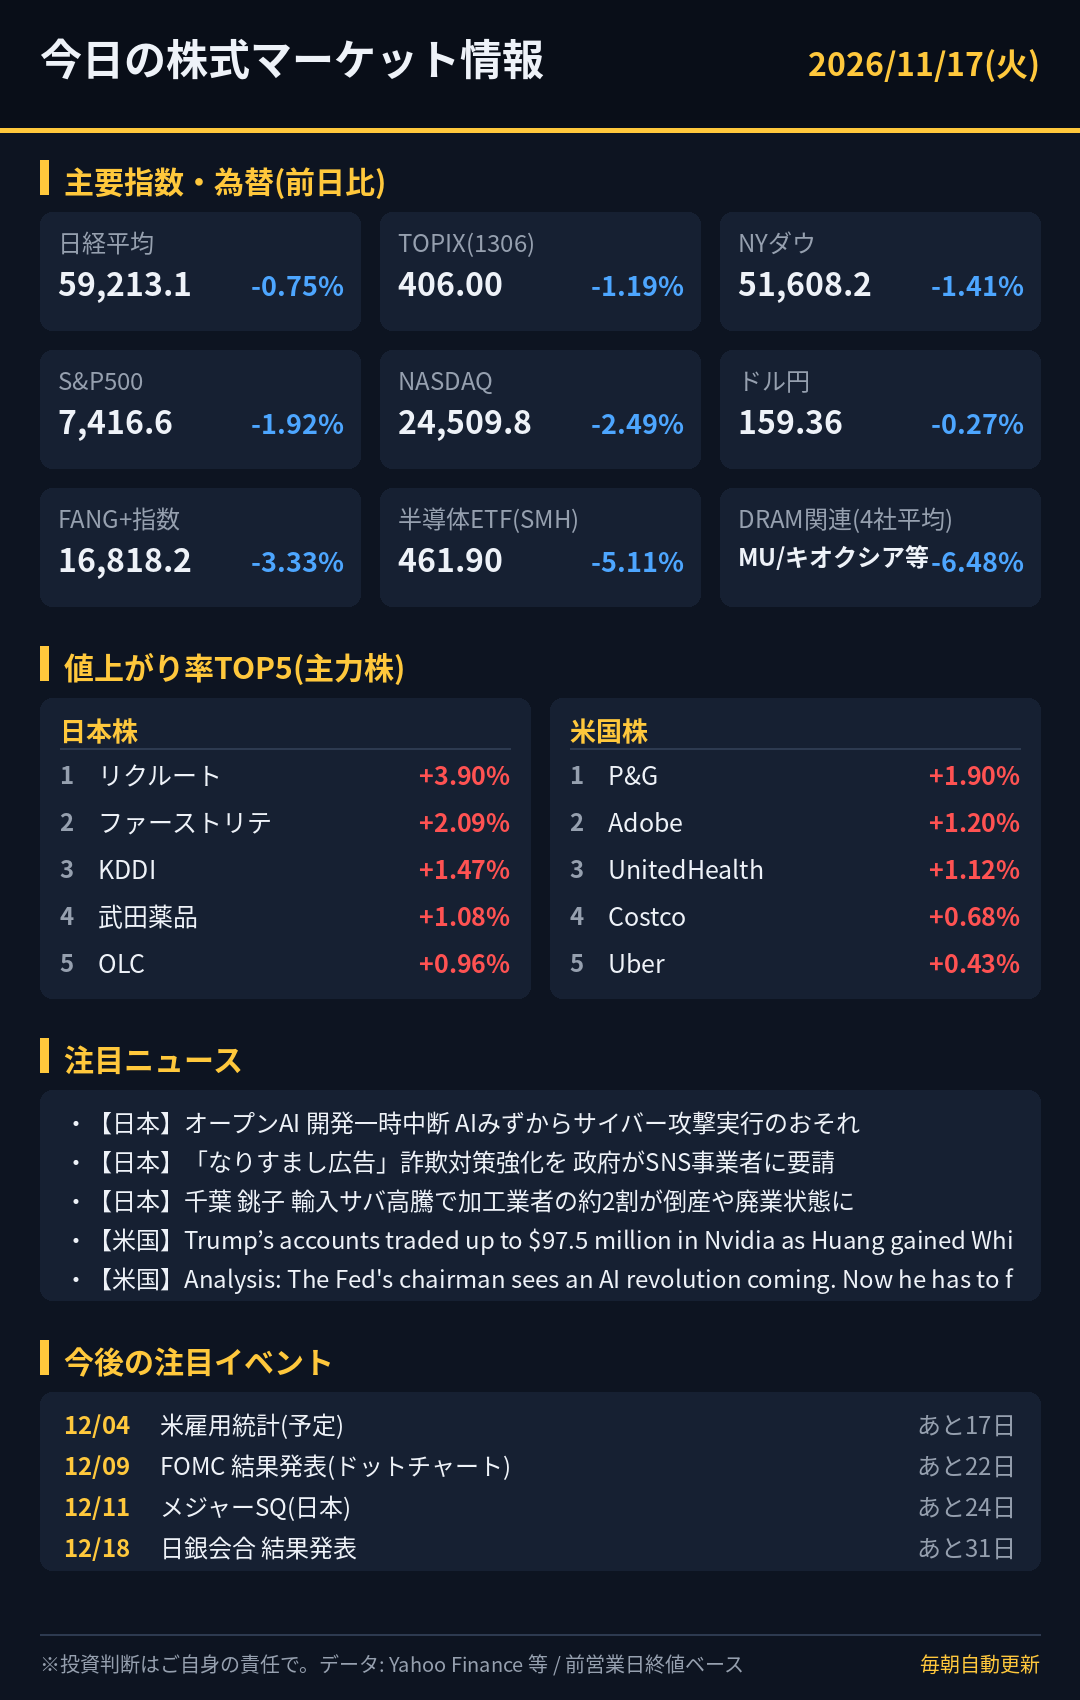 今日の株式マーケット情報
2026/11/17(火)
主要指数・為替(前日比)
日経平均
59,213.1 -0.75%
TOPIX(1306)
406.00 -1.19%
NYダウ
51,608.2 -1.41%
S&P500
7,416.6 -1.92%
NASDAQ
24,509.8 -2.49%
ドル円
159.36 -0.27%
FANG+指数
16,818.2 -3.33%
半導体ETF(SMH)
461.90 -5.11%
DRAM関連(4社平均)
MU/キオクシア等 -6.48%
値上がり率TOP5(主力株)
日本株
1 リクルート +3.90%
2 ファーストリテ +2.09%
3 KDDI +1.47%
4 武田薬品 +1.08%
5 OLC +0.96%
米国株
1 P&G +1.90%
2 Adobe +1.20%
3 UnitedHealth +1.12%
4 Costco +0.68%
5 Uber +0.43%
注目ニュース
・【日本】オープンAI 開発一時中断 AIみずからサイバー攻撃実行のおそれ
・【日本】「なりすまし広告」詐欺対策強化を 政府がSNS事業者に要請
・【日本】千葉 銚子 輸入サバ高騰で加工業者の約2割が倒産や廃業状態に
・【米国】Trump’s accounts traded up to $97.5 million in Nvidia as Huang gained Whi
・【米国】Analysis: The Fed's chairman sees an AI revolution coming. Now he has to f
今後の注目イベント
12/04 米雇用統計(予定) あと17日
12/09 FOMC 結果発表(ドットチャート) あと22日
12/11 メジャーSQ(日本) あと24日
12/18 日銀会合 結果発表 あと31日
※投資判断はご自身の責任で。データ: Yahoo Finance 等 / 前営業日終値ベース
毎朝自動更新